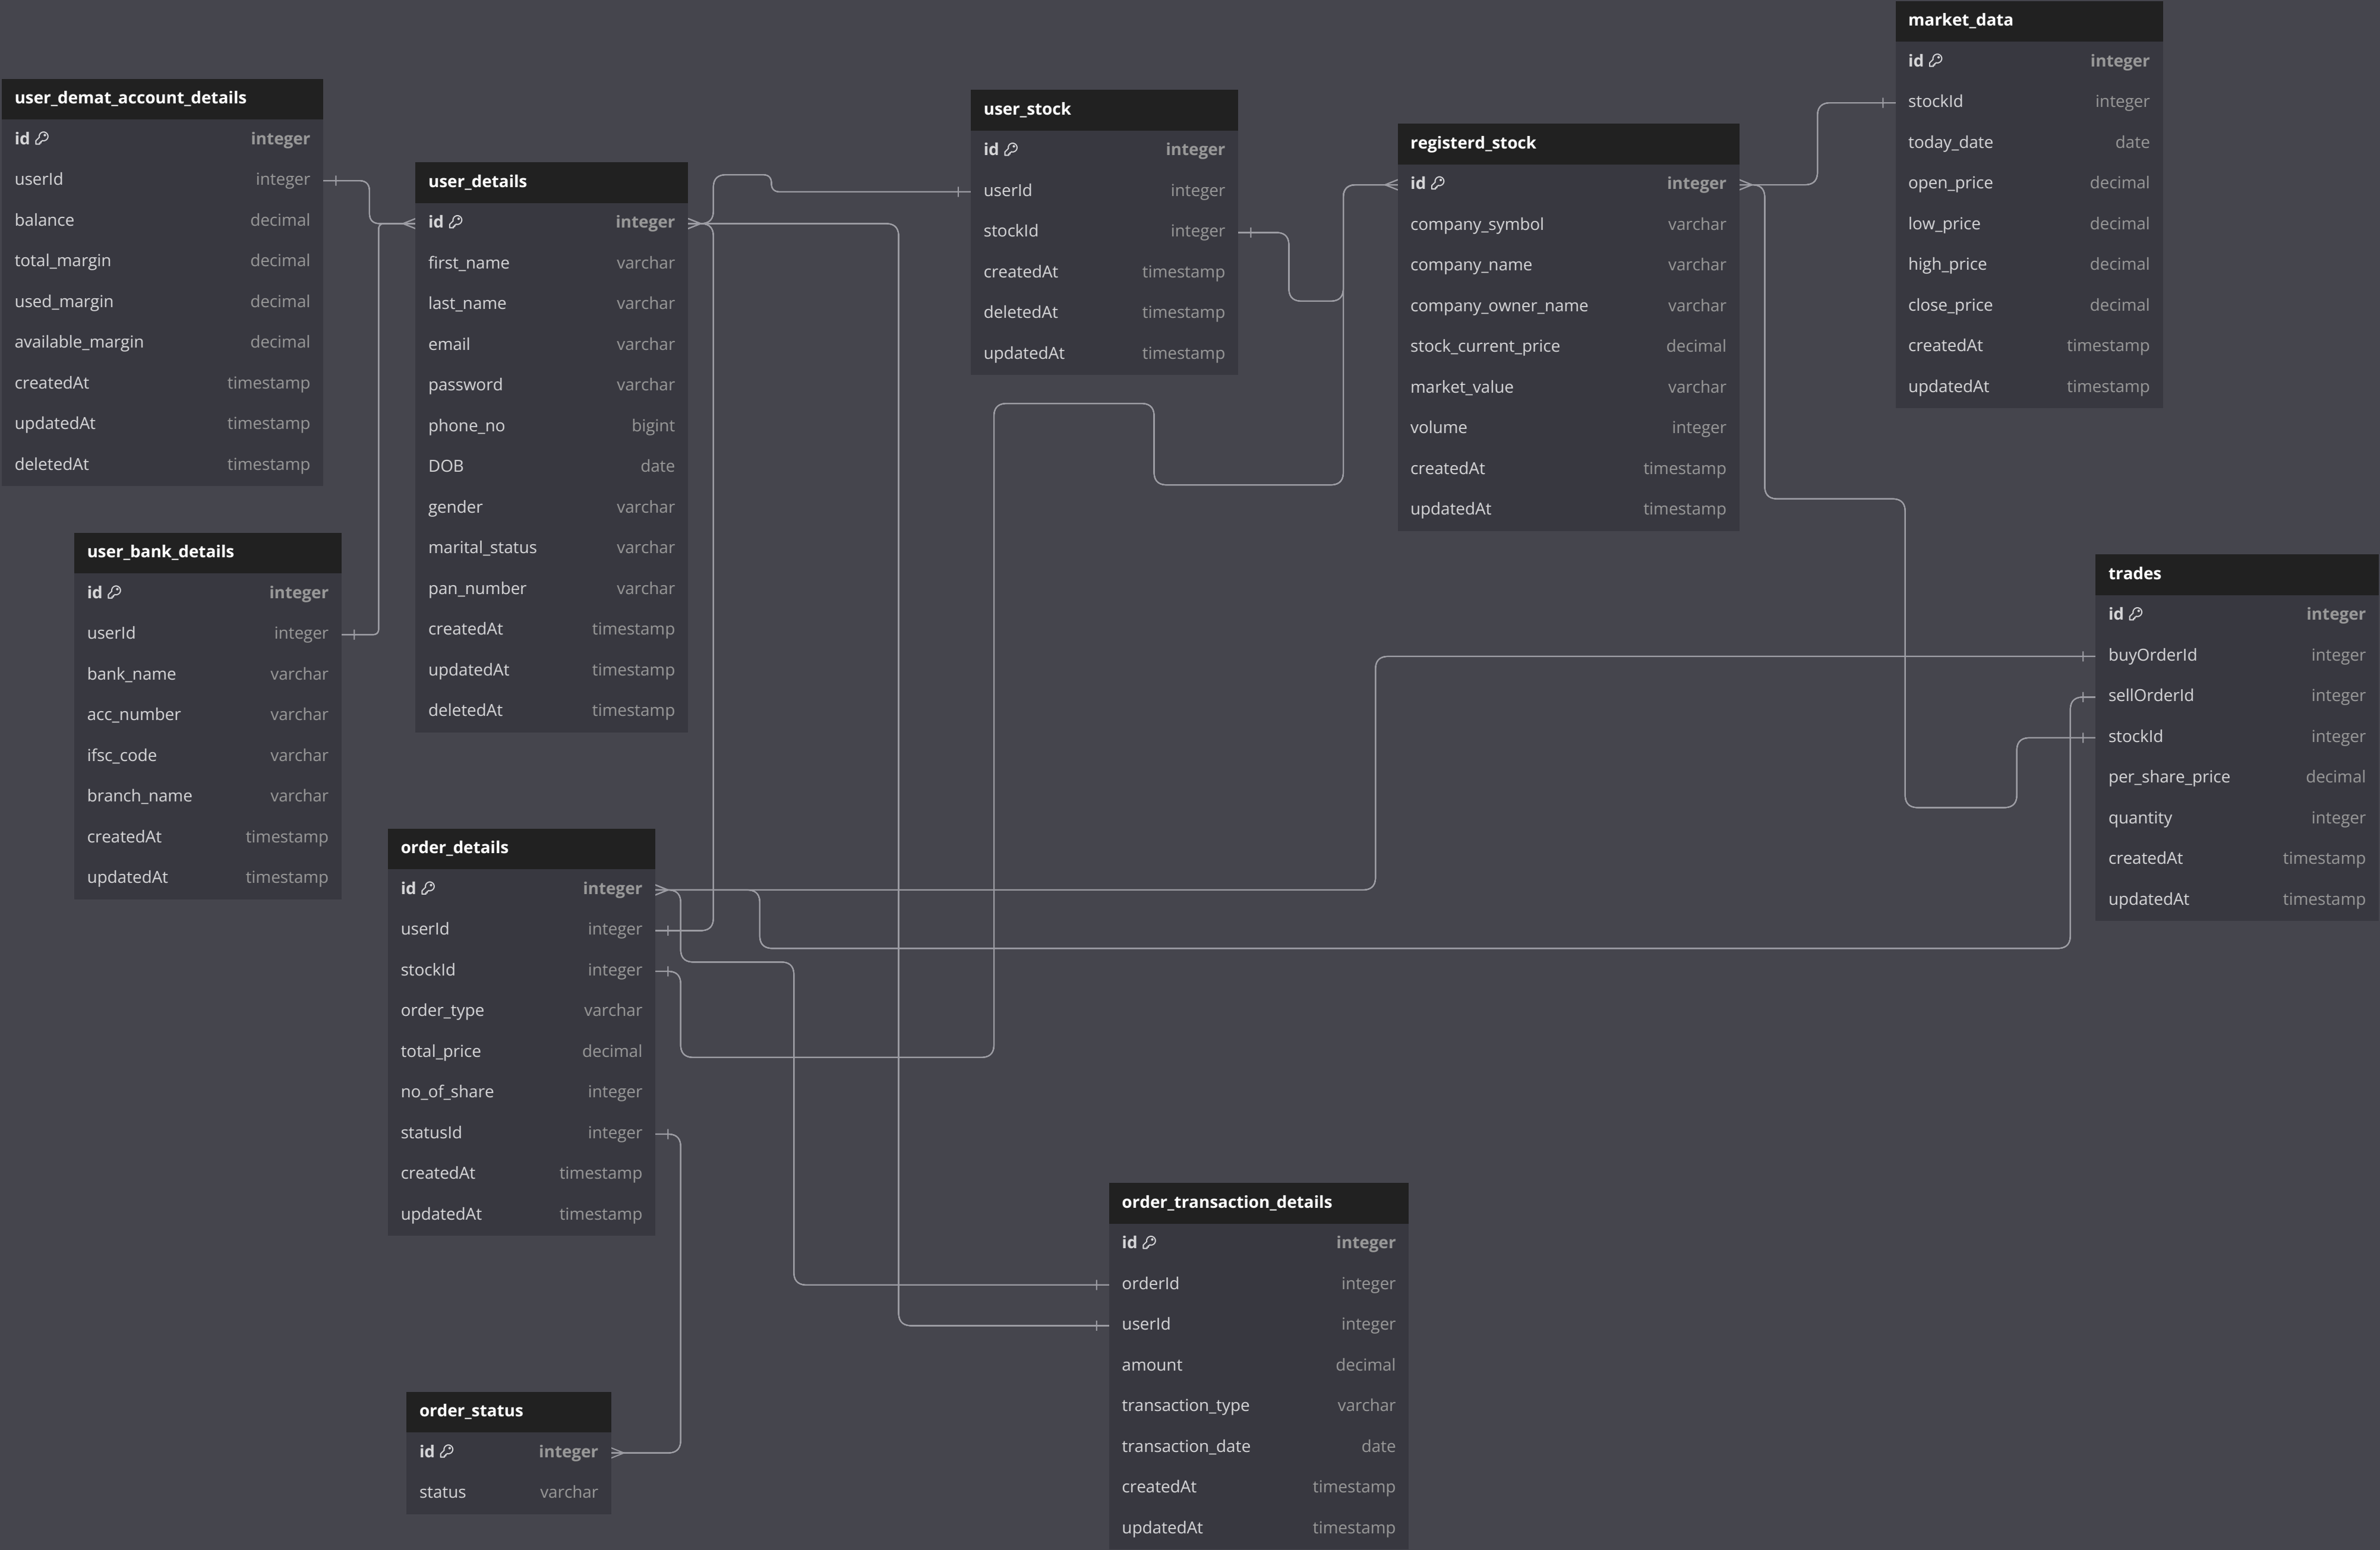 market_data
id integer
stockId integer
today_date date
open_price decimal
low_price decimal
high_price decimal
close_price decimal
createdAt timestamp
updatedAt timestamp
user_demat_account_details
id integer
userId integer
balance decimal
total_margin decimal
used_margin decimal
available_margin decimal
createdAt timestamp
updatedAt timestamp
deletedAt timestamp
user_stock
id integer
userId integer
stockId integer
createdAt timestamp
deletedAt timestamp
updatedAt timestamp
registerd_stock
id integer
company_symbol varchar
company_name varchar
company_owner_name varchar
stock_current_price decimal
market_value varchar
volume integer
createdAt timestamp
updatedAt timestamp
user_details
id integer
first_name varchar
last_name varchar
email varchar
password varchar
phone_no bigint
DOB date
gender varchar
marital_status varchar
pan_number varchar
createdAt timestamp
updatedAt timestamp
deletedAt timestamp
user_bank_details
id integer
userId integer
bank_name varchar
acc_number varchar
ifsc_code varchar
branch_name varchar
createdAt timestamp
updatedAt timestamp
trades
id integer
buyOrderId integer
sellOrderId integer
stockId integer
per_share_price decimal
quantity integer
createdAt timestamp
updatedAt timestamp
order_details
id integer
userId integer
stockId integer
order_type varchar
total_price decimal
no_of_share integer
statusId integer
createdAt timestamp
updatedAt timestamp
order_transaction_details
id integer
orderId integer
userId integer
amount decimal
transaction_type varchar
transaction_date date
createdAt timestamp
updatedAt timestamp
order_status
id integer
status varchar